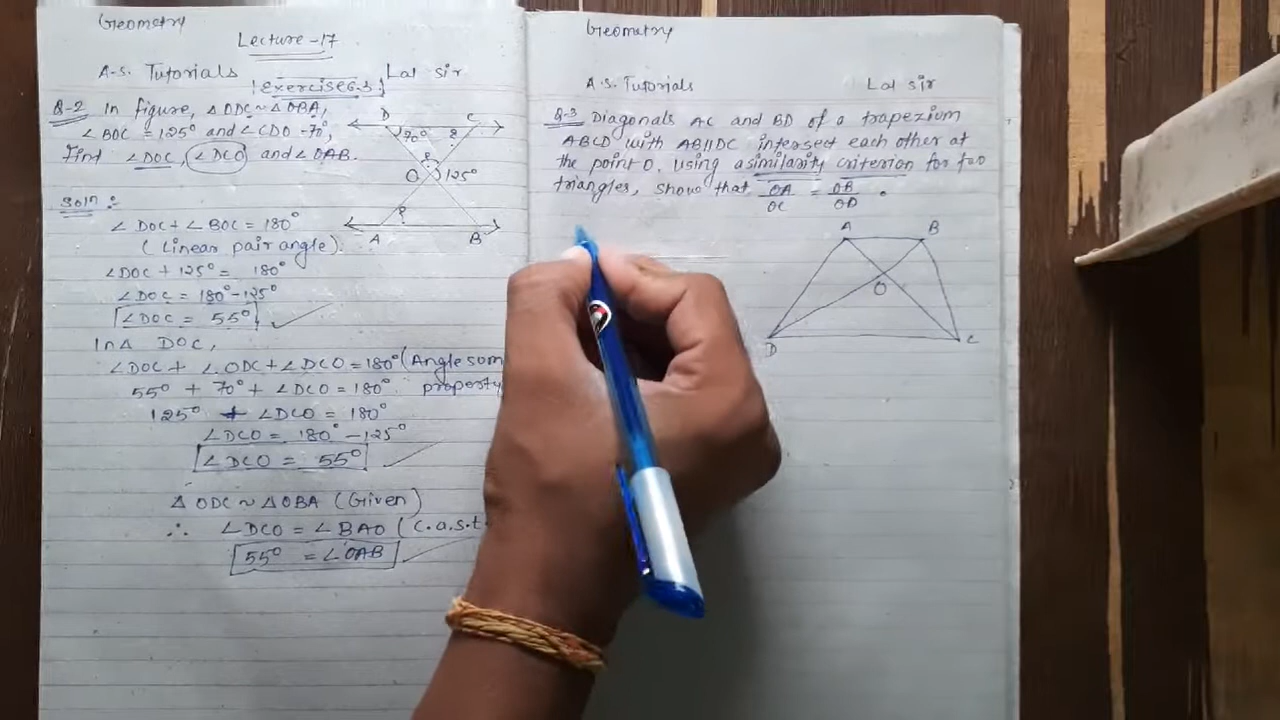 Geometry
Lecture-17
A.S. Tutorials Lal Sir
Exercise 6.3
Q-2 In figure, △ODC ~ △OBA,
∠BOC = 125° and ∠CDO = 70°,
Find ∠DOC, ∠DCO and ∠OAB.
D C
70° ?
?
O 125°
?
A B
Soln:
∠DOC + ∠BOC = 180°
(Linear pair angle).
∠DOC + 125° = 180°
∠DOC = 180° - 125°
∠DOC = 55°
In △ DOC,
∠DOC + ∠ODC + ∠DCO = 180° (Angle som
55° + 70° + ∠DCO = 180°. property
125° + ∠DCO = 180°
∠DCO = 180° - 125°
∠DCO = 55°
△ ODC ~ △OBA (Given)
∴ ∠DCO = ∠BAO (C.a.s.t.
55° = ∠OAB
Geometry
A.S. Tutorials Lal Sir
Q-3 Diagonals AC and BD of a trapezium
ABCD with AB||DC intersect each other at
the point O. Using a similarity criterion for two
triangles, show that OA/OC = OB/OD .
A B
O
D C